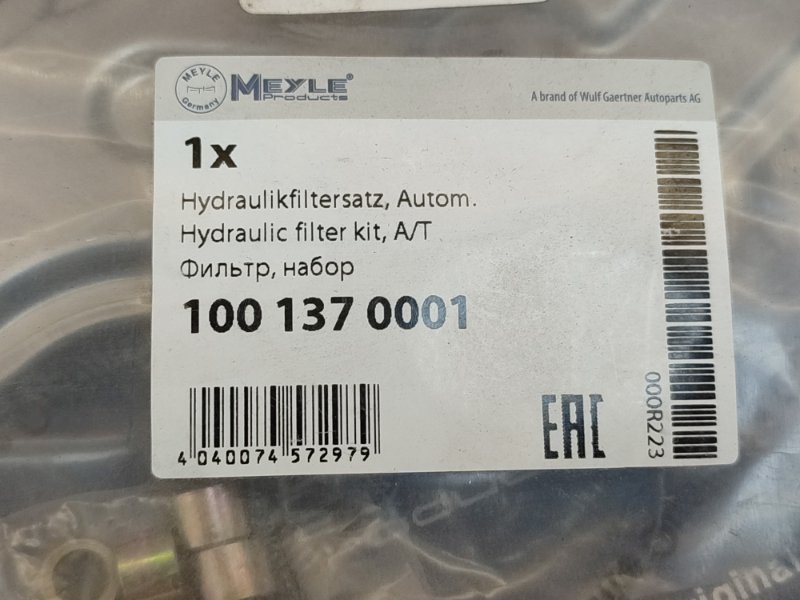 MEYLE
Germany
MEYLE®
Products
A brand of Wulf Gaertner Autoparts AG
1x
Hydraulikfiltersatz, Autom.
Hydraulic filter kit, A/T
Фильтр, набор
100 137 0001
4 040074 572979
EAC
000R223
original